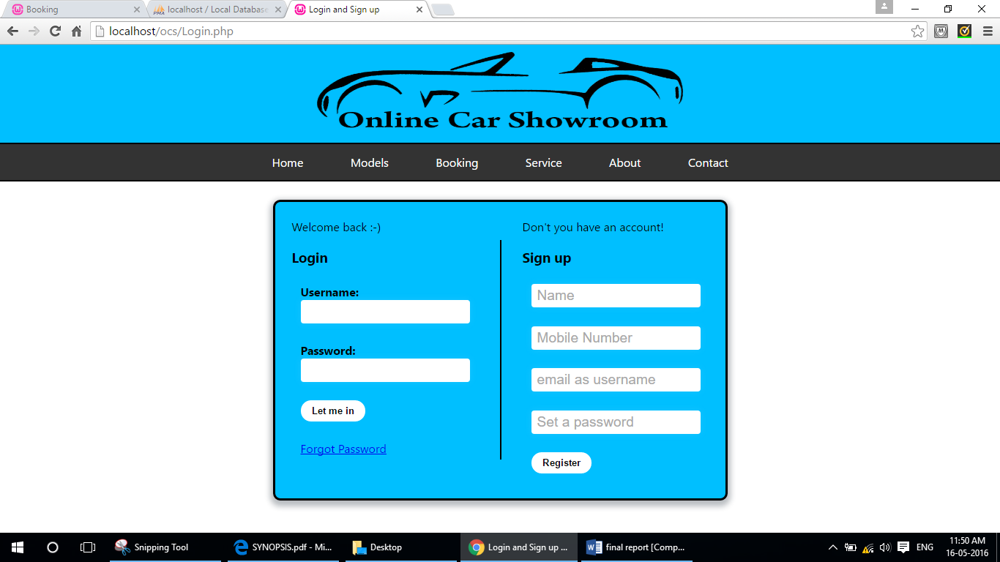 Booking
localhost / Local Database
Login and Sign up
localhost/ocs/Login.php
Online Car Showroom
Home Models Booking Service About Contact
Welcome back :-)
Login
Username:
Password:
Let me in
Forgot Password
Don't you have an account!
Sign up
Name
Mobile Number
email as username
Set a password
Register
Snipping Tool
SYNOPSIS.pdf - Mi...
Desktop
Login and Sign up ...
final report [Comp...
ENG
11:50 AM
16-05-2016